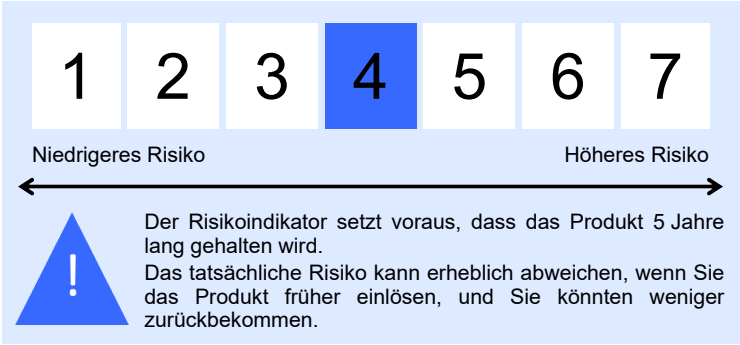 1 2 3 4 5 6 7
Niedrigeres Risiko Höheres Risiko
!
Der Risikoindikator setzt voraus, dass das Produkt 5 Jahre
lang gehalten wird.
Das tatsächliche Risiko kann erheblich abweichen, wenn Sie
das Produkt früher einlösen, und Sie könnten weniger
zurückbekommen.